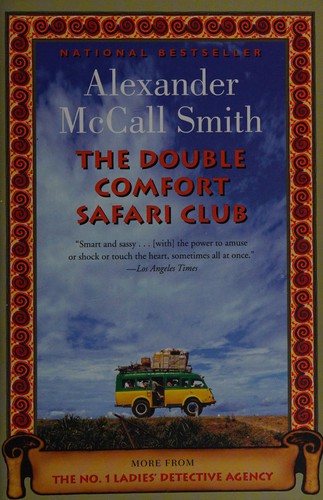 NATIONAL BESTSELLER
Alexander
McCall Smith
THE DOUBLE
COMFORT
SAFARI CLUB
"Smart and sassy . . . [with] the power to amuse
or shock or touch the heart, sometimes all at once."
—Los Angeles Times
MORE FROM
THE NO. 1 LADIES' DETECTIVE AGENCY